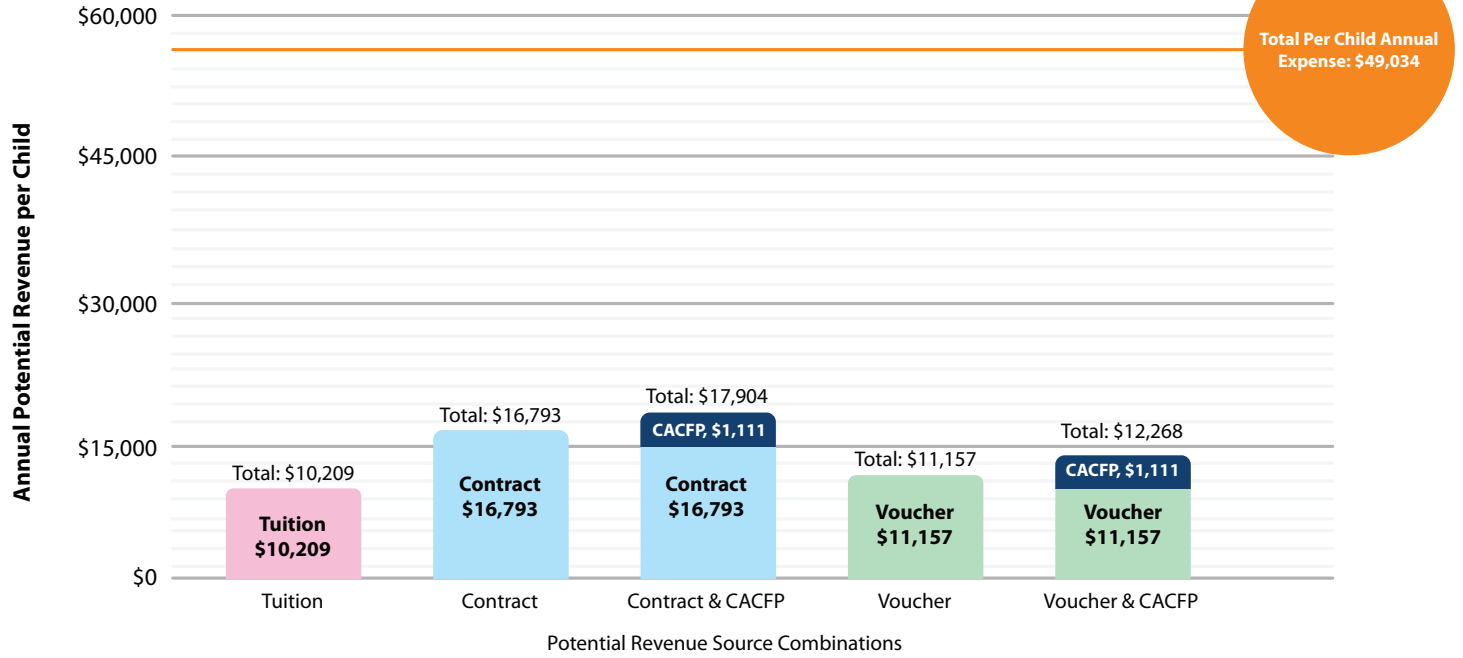 $60,000
Total Per Child Annual
Expense: $49,034
Annual Potential Revenue per Child
$45,000
$30,000
$15,000
$0
Total: $10,209
Tuition
$10,209
Total: $16,793
Contract
$16,793
Total: $17,904
CACFP, $1,111
Contract
$16,793
Total: $11,157
Voucher
$11,157
Total: $12,268
CACFP, $1,111
Voucher
$11,157
Tuition
Contract
Contract & CACFP
Voucher
Voucher & CACFP
Potential Revenue Source Combinations